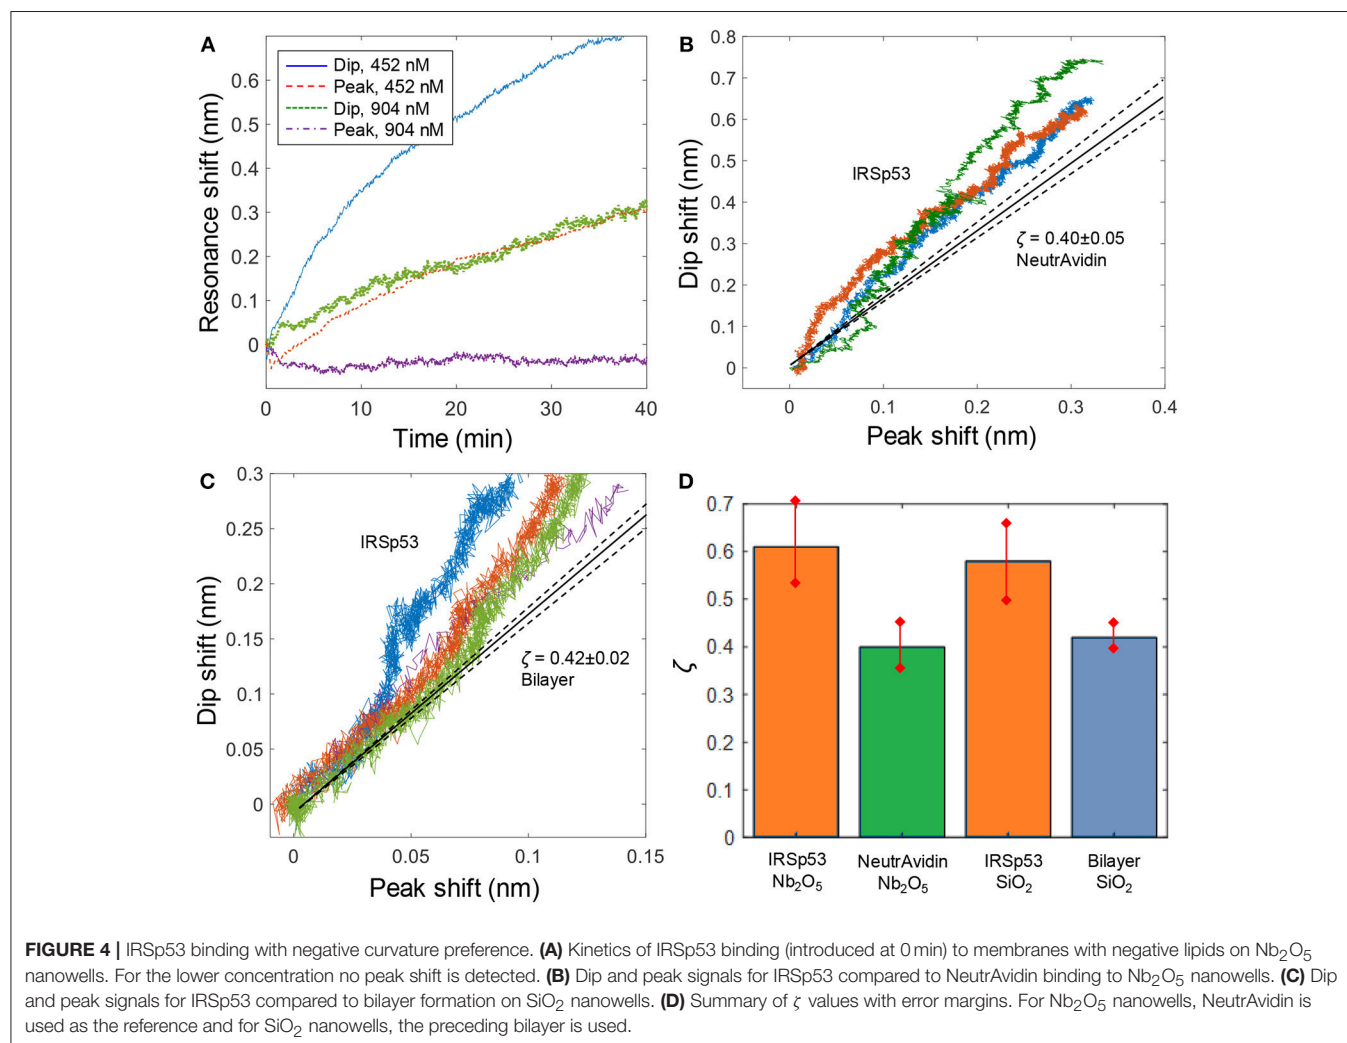 A
Dip, 452 nM
Peak, 452 nM
Dip, 904 nM
Peak, 904 nM
Resonance shift (nm)
0.6
0.5
0.4
0.3
0.2
0.1
0
0
10
20
30
40
Time (min)
B
0.8
0.7
0.6
0.5
0.4
0.3
0.2
0.1
0
Dip shift (nm)
IRSp53
ζ = 0.40±0.05
NeutrAvidin
0
0.1
0.2
0.3
0.4
Peak shift (nm)
C
0.3
0.25
0.2
0.15
0.1
0.05
0
Dip shift (nm)
IRSp53
ζ = 0.42±0.02
Bilayer
0
0.05
0.1
0.15
Peak shift (nm)
D
0.7
0.6
0.5
0.4
0.3
0.2
0.1
0
ζ
IRSp53
Nb₂O₅
NeutrAvidin
Nb₂O₅
IRSp53
SiO₂
Bilayer
SiO₂
FIGURE 4 | IRSp53 binding with negative curvature preference. (A) Kinetics of IRSp53 binding (introduced at 0 min) to membranes with negative lipids on Nb₂O₅
nanowells. For the lower concentration no peak shift is detected. (B) Dip and peak signals for IRSp53 compared to NeutrAvidin binding to Nb₂O₅ nanowells. (C) Dip
and peak signals for IRSp53 compared to bilayer formation on SiO₂ nanowells. (D) Summary of ζ values with error margins. For Nb₂O₅ nanowells, NeutrAvidin is
used as the reference and for SiO₂ nanowells, the preceding bilayer is used.